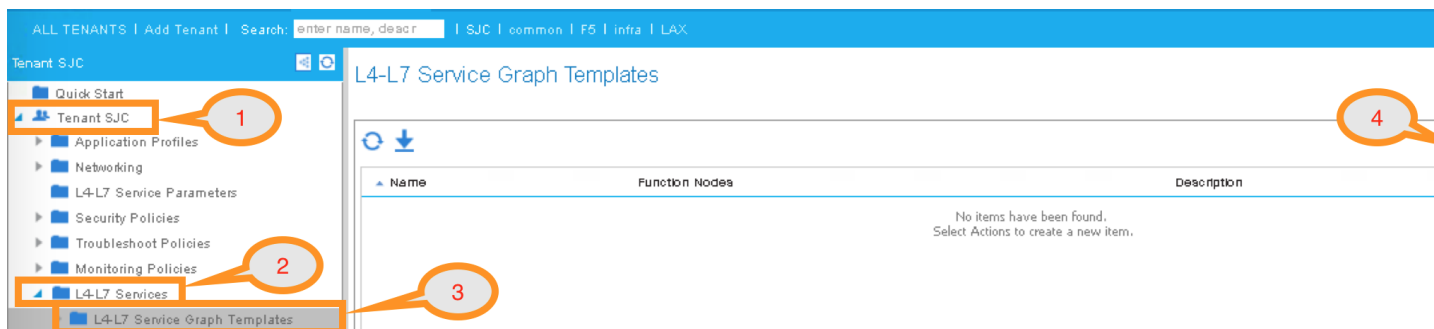 ALL TENANTS | Add Tenant | Search: enter name, descr | SJC | common | F5 | infra | LAX
Tenant SJC
Quick Start
Tenant SJC
Application Profiles
Networking
L4-L7 Service Parameters
Security Policies
Troubleshoot Policies
Monitoring Policies
L4-L7 Services
L4-L7 Service Graph Templates
1
2
3
L4-L7 Service Graph Templates
4
Name Function Nodes Description
No items have been found.
Select Actions to create a new item.